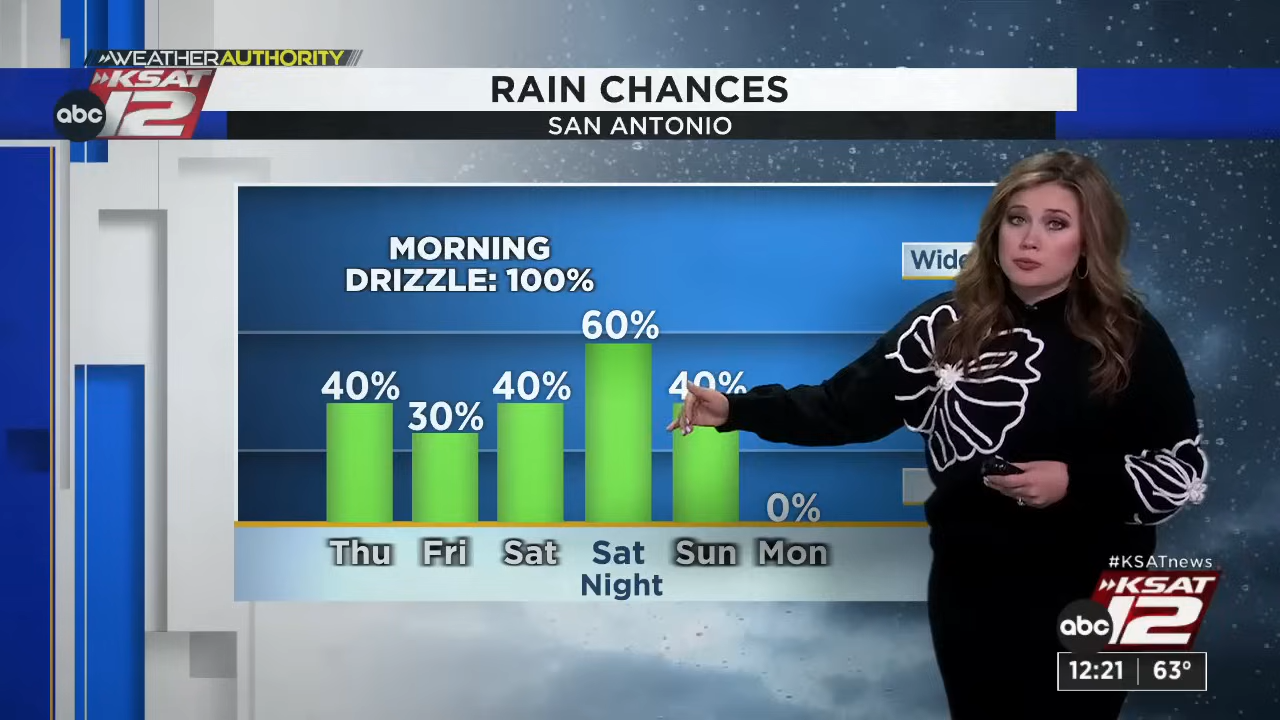 WEATHERAUTHORITY
KSAT
abc 12
RAIN CHANCES
SAN ANTONIO
MORNING
DRIZZLE: 100%
60%
40%
30%
40%
40%
0%
Thu
Fri
Sat
Sat
Night
Sun
Mon
#KSATnews
KSAT
abc 12
12:21
63°